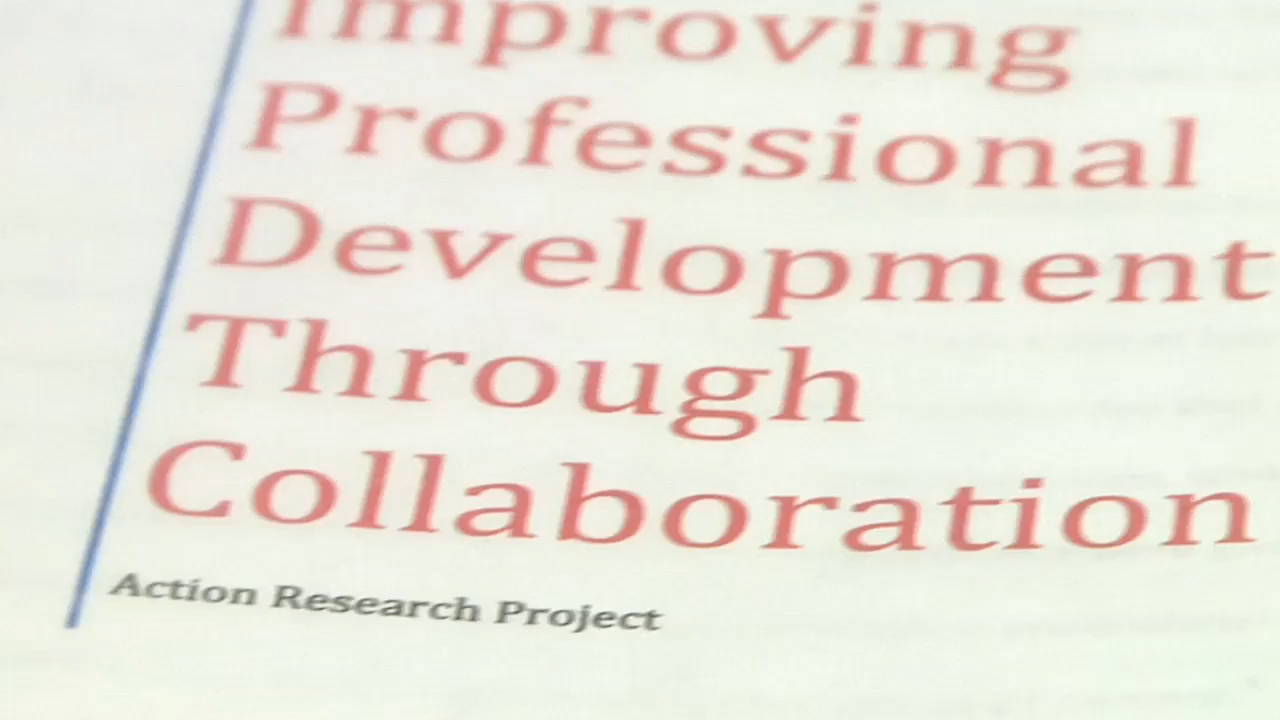 Improving
Professional
Development
Through
Collaboration
Action Research Project